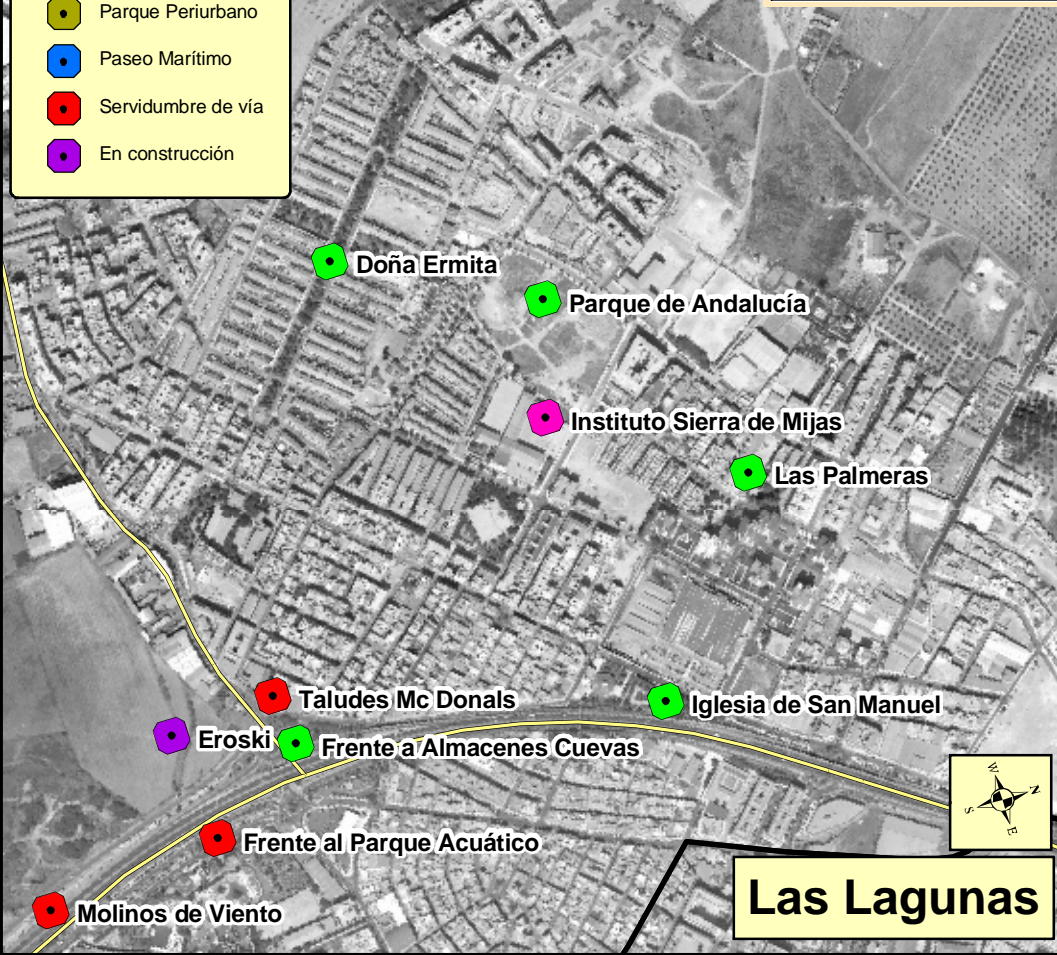 Parque Periurbano
Paseo Marítimo
Servidumbre de vía
En construcción
Doña Ermita
Parque de Andalucía
Instituto Sierra de Mijas
Las Palmeras
Taludes Mc Donals
Iglesia de San Manuel
Eroski
Frente a Almacenes Cuevas
W
N
S
E
Frente al Parque Acuático
Las Lagunas
Molinos de Viento